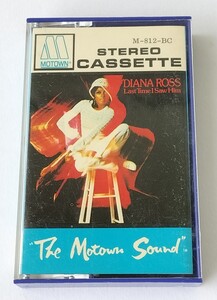 M-812-BC
MOTOWN
STEREO
CASSETTE
DIANA ROSS
Last Time I Saw Him
"The Motown Sound"